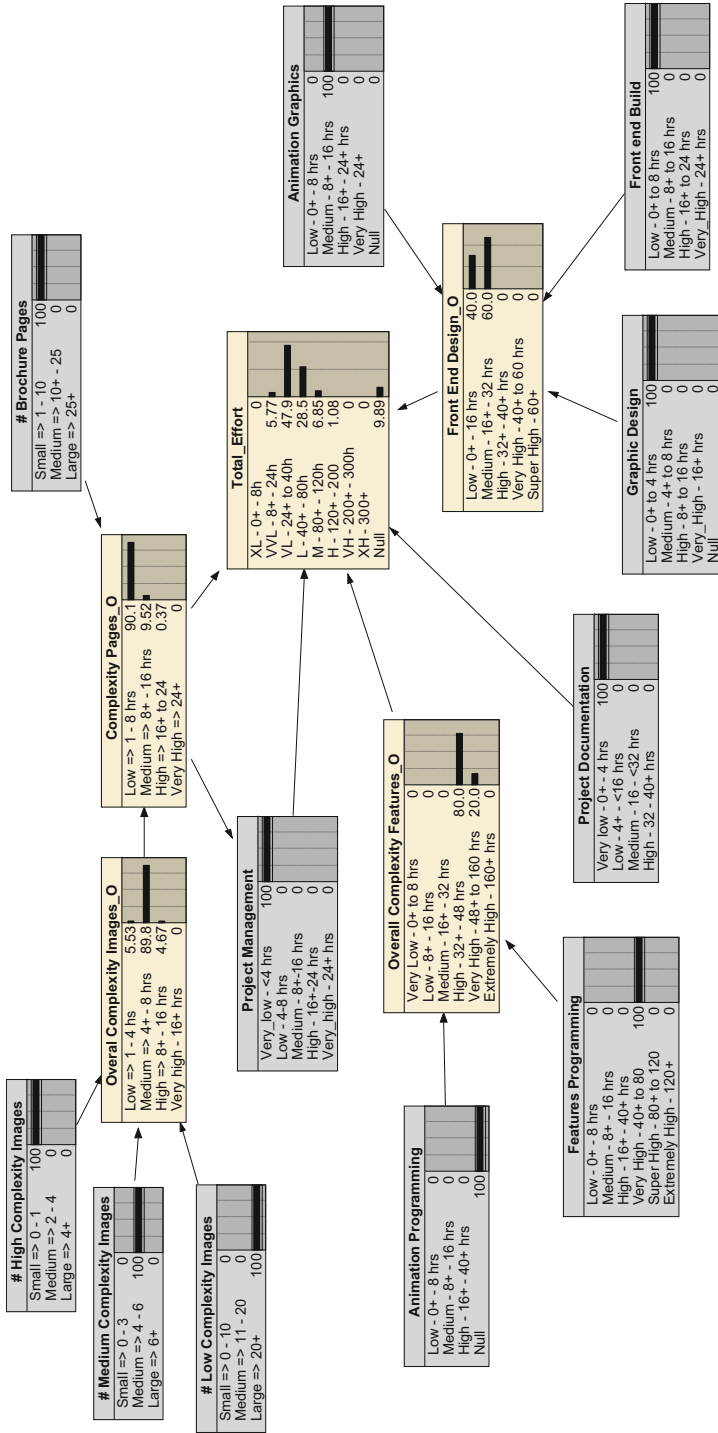 # High Complexity Images
Small => 0 - 1 100
Medium => 2 - 4 0
Large => 4+ 0
# Medium Complexity Images
Small => 0 - 3 0
Medium => 4 - 6 100
Large => 6+ 0
# Low Complexity Images
Small => 0 - 10 0
Medium => 11 - 20 0
Large => 20+ 100
Overal Complexity Images_O
Low => 1 - 4 hs 5.53
Medium => 4+ - 8 hrs 89.8
High => 8+ - 16 hrs 4.67
Very high - 16+ hrs 0
Complexity Pages_O
Low => 1 - 8 hrs 90.1
Medium => 8+ - 16 hrs 9.52
High => 16+ to 24 0.37
Very High => 24+ 0
# Brochure Pages
Small => 1 - 10 100
Medium => 10+ - 25 0
Large => 25+ 0
Project Management
Very_low - <4 hrs 100
Low - 4-8 hrs 0
Medium - 8+-16 hrs 0
High - 16+-24 hrs 0
Very_high - 24+ hrs 0
Total_Effort
XL - 0+ - 8h 0
VVL - 8+ - 24h 5.77
VL - 24+ to 40h 47.9
L - 40+ - 80h 28.5
M - 80+ - 120h 6.85
H - 120+ - 200 1.08
VH - 200+ - 300h 0
XH - 300+ 0
Null 9.89
Animation Graphics
Low - 0+ - 8 hrs 0
Medium - 8+ - 16 hrs 100
High - 16+ - 24+ hrs 0
Very High - 24+ 0
Null 0
Animation Programming
Low - 0+ - 8 hrs 0
Medium - 8+ - 16 hrs 0
High - 16+ - 40+ hrs 0
Null 100
Overall Complexity Features_O
Very Low - 0+ to 8 hrs 0
Low - 8+ - 16 hrs 0
Medium - 16+ - 32 hrs 0
High - 32+ - 48 hrs 80.0
Very High - 48+ to 160 hrs 20.0
Extremely High - 160+ hrs 0
Front End Design_O
Low - 0+ - 16 hrs 40.0
Medium - 16+ - 32 hrs 60.0
High - 32+ - 40+ hrs 0
Very High - 40+ to 60 hrs 0
Super High - 60+ 0
Features Programming
Low - 0+ - 8 hrs 0
Medium - 8+ - 16 hrs 0
High - 16+ - 40+ hrs 0
Very High - 40+ to 80 100
Super High - 80+ to 120 0
Extremely High - 120+ 0
Project Documentation
Very low - 0+ - 4 hrs 100
Low - 4+ - <16 hrs 0
Medium - 16 - <32 hrs 0
High - 32 - 40+ hrs 0
Graphic Design
Low - 0+ to 4 hrs 100
Medium - 4+ to 8 hrs 0
High - 8+ to 16 hrs 0
Very_High - 16+ hrs 0
Null 0
Front end Build
Low - 0+ to 8 hrs 100
Medium - 8+ to 16 hrs 0
High - 16+ to 24 hrs 0
Very_High - 24+ hrs 0